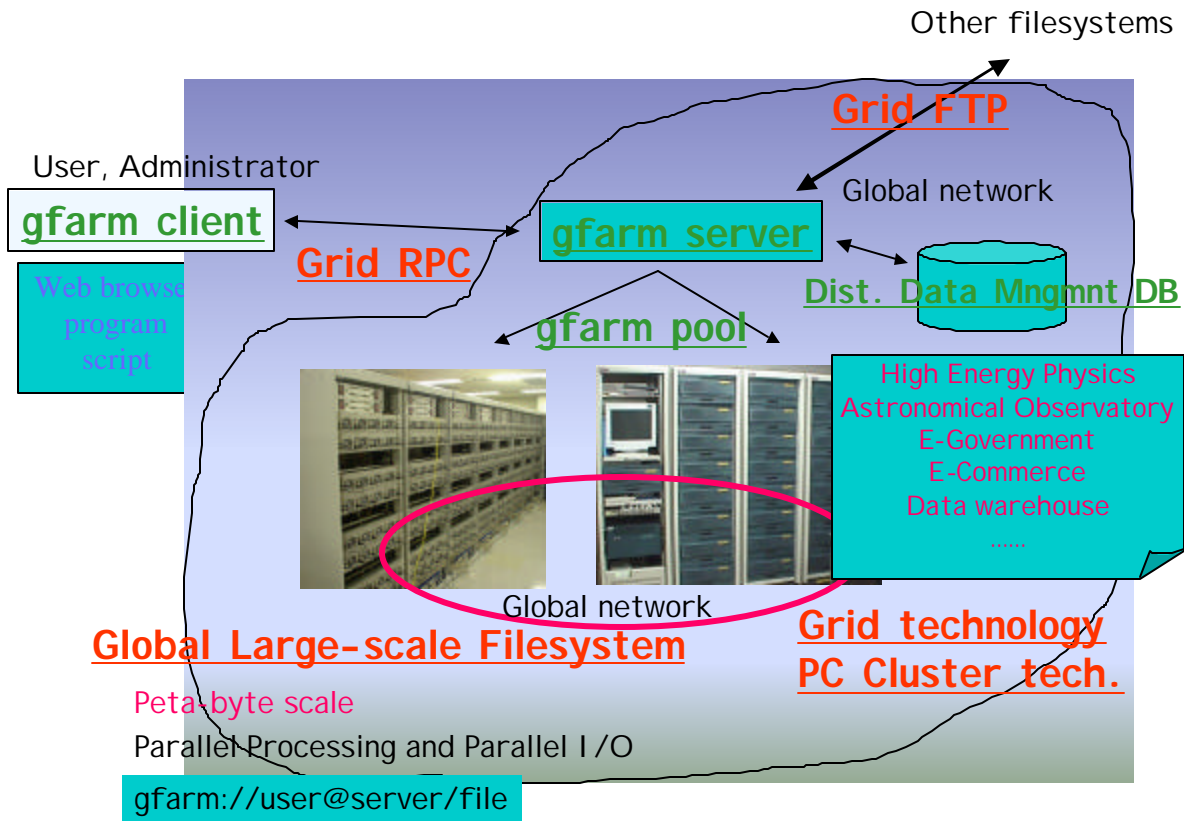 Other filesystems
Grid FTP
User, Administrator
Global network
gfarm client
gfarm server
Grid RPC
Dist. Data Mngmnt DB
Web browse
program
script
gfarm pool
High Energy Physics
Astronomical Observatory
E-Government
E-Commerce
Data warehouse
......
Global network
Global Large-scale Filesystem
Grid technology
PC Cluster tech.
Peta-byte scale
Parallel Processing and Parallel I/O
gfarm://user@server/file